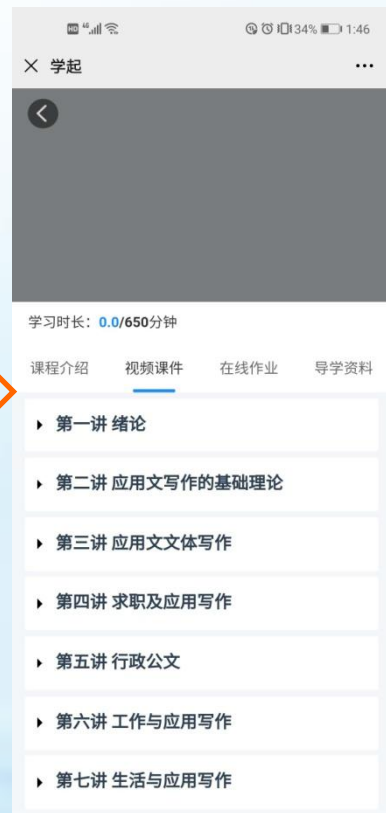 HD 46 34% 1:46
学起
学习时长：0.0/650分钟
课程介绍 视频课件 在线作业 导学资料
第一讲 绪论
第二讲 应用文写作的基础理论
第三讲 应用文文体写作
第四讲 求职及应用写作
第五讲 行政公文
第六讲 工作与应用写作
第七讲 生活与应用写作